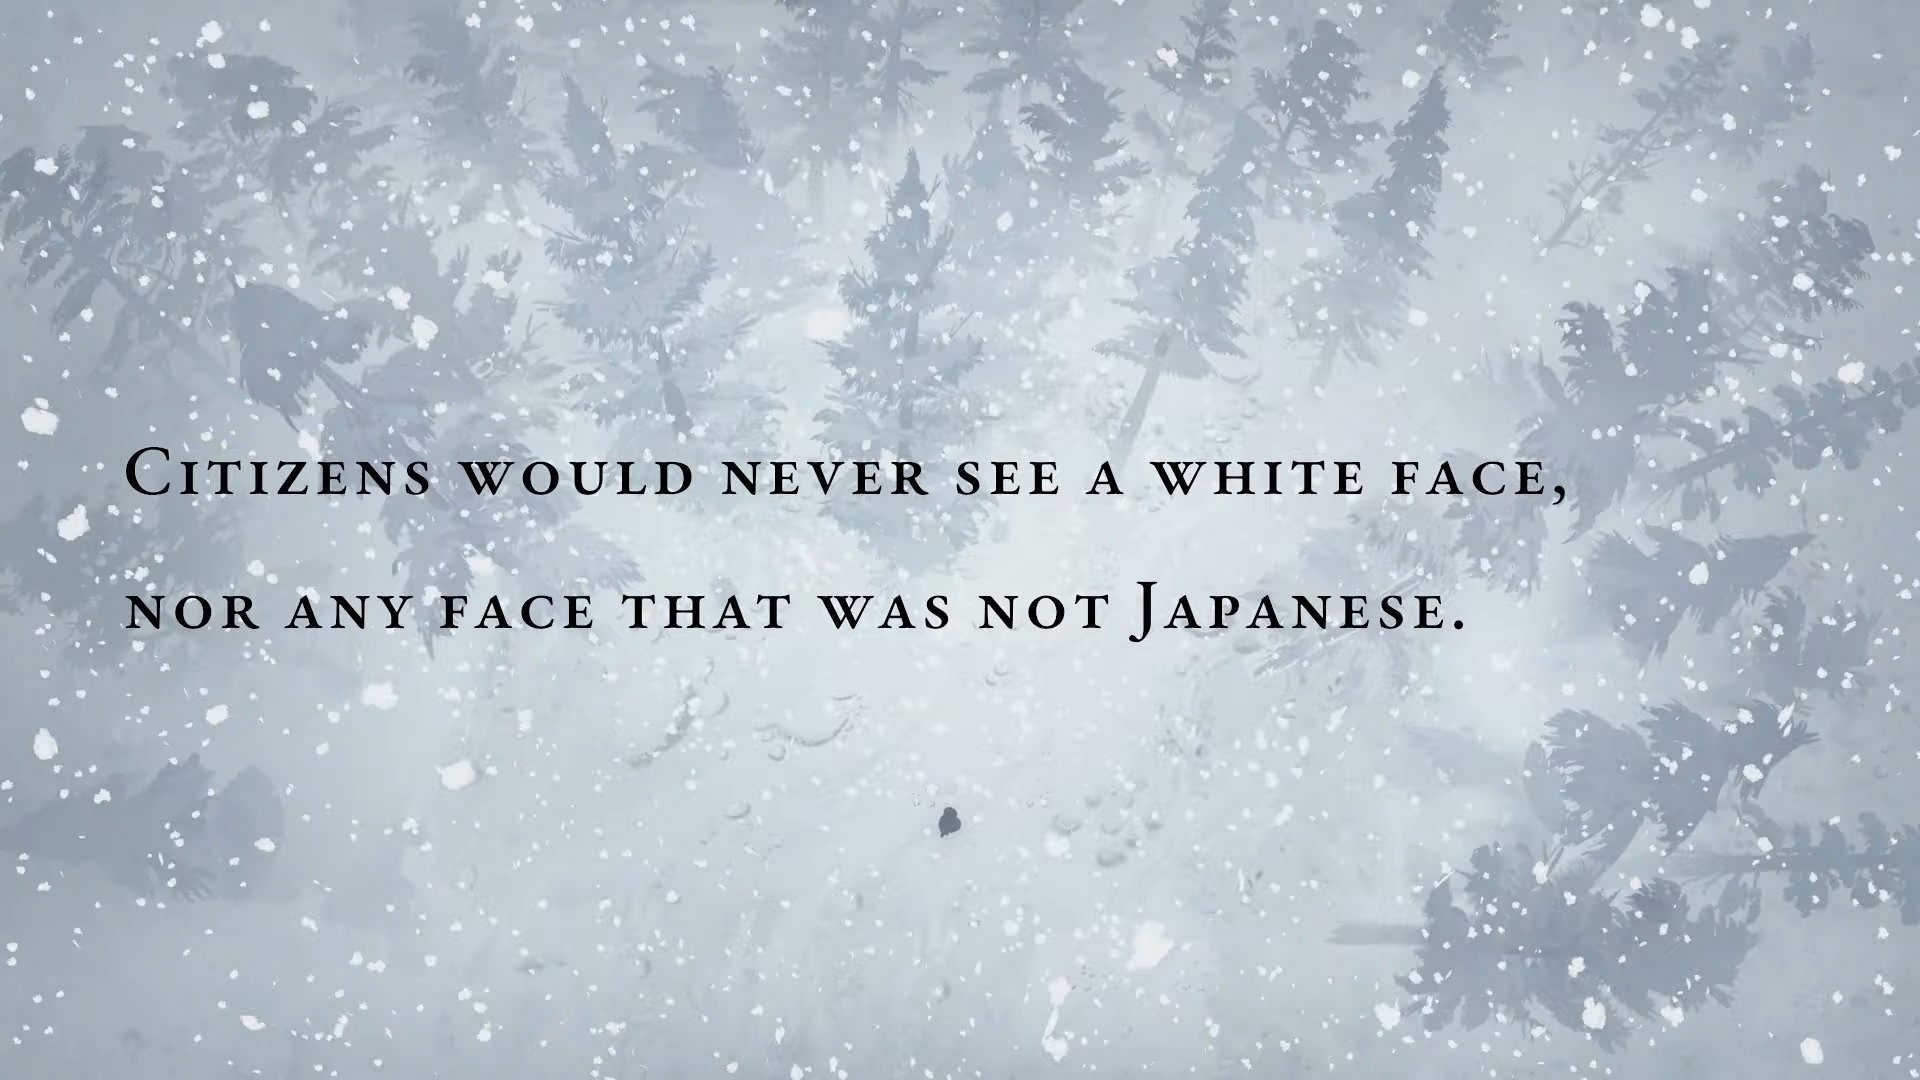 Citizens would never see a white face,
nor any face that was not Japanese.